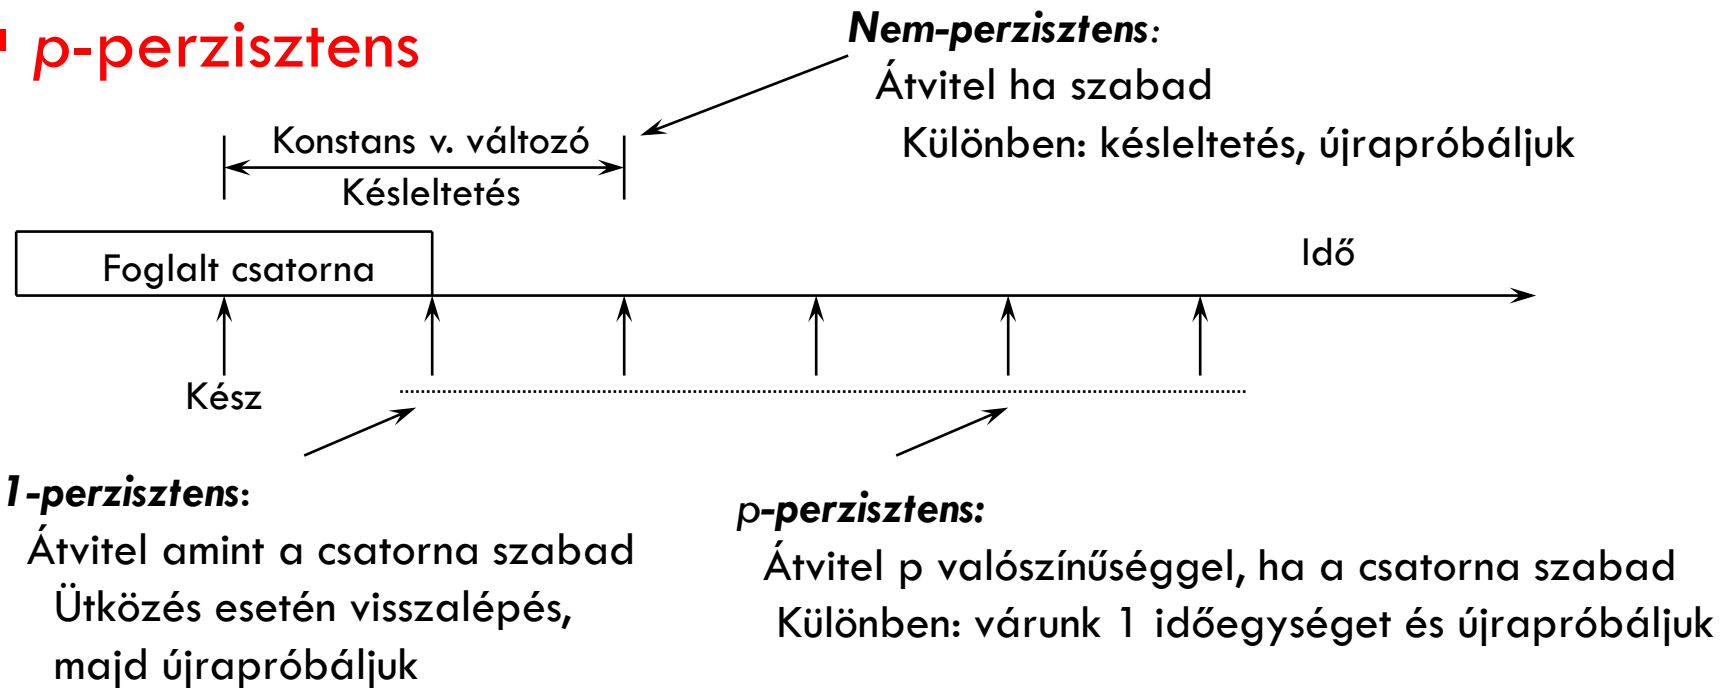 p-perzisztens
Nem-perzisztens:
Átvitel ha szabad
Különben: késleltetés, újrapróbáljuk
Konstans v. változó
Késleltetés
Foglalt csatorna
Idő
Kész
1-perzisztens:
Átvitel amint a csatorna szabad
Ütközés esetén visszalépés,
majd újrapróbáljuk
p-perzisztens:
Átvitel p valószínűséggel, ha a csatorna szabad
Különben: várunk 1 időegységet és újrapróbáljuk